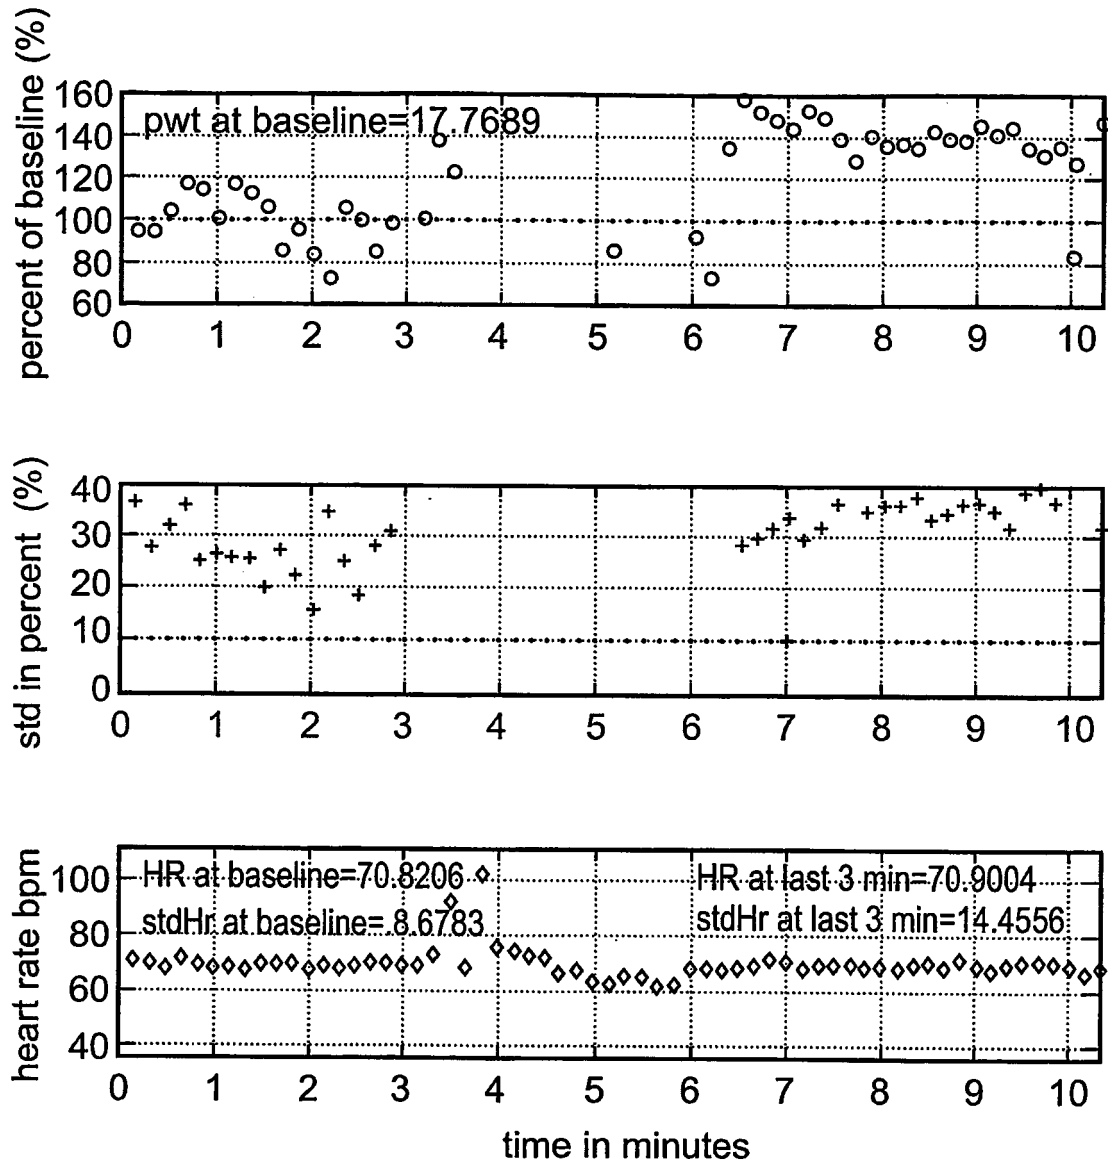 percent of baseline (%)
160
140
120
100
80
60
pwt at baseline=17.7689
0 1 2 3 4 5 6 7 8 9 10
std in percent (%)
40
30
20
10
0
0 1 2 3 4 5 6 7 8 9 10
heart rate bpm
100
80
60
40
HR at baseline=70.8206
stdHr at baseline=.8.6783
HR at last 3 min=70.9004
stdHr at last 3 min=14.4556
0 1 2 3 4 5 6 7 8 9 10
time in minutes